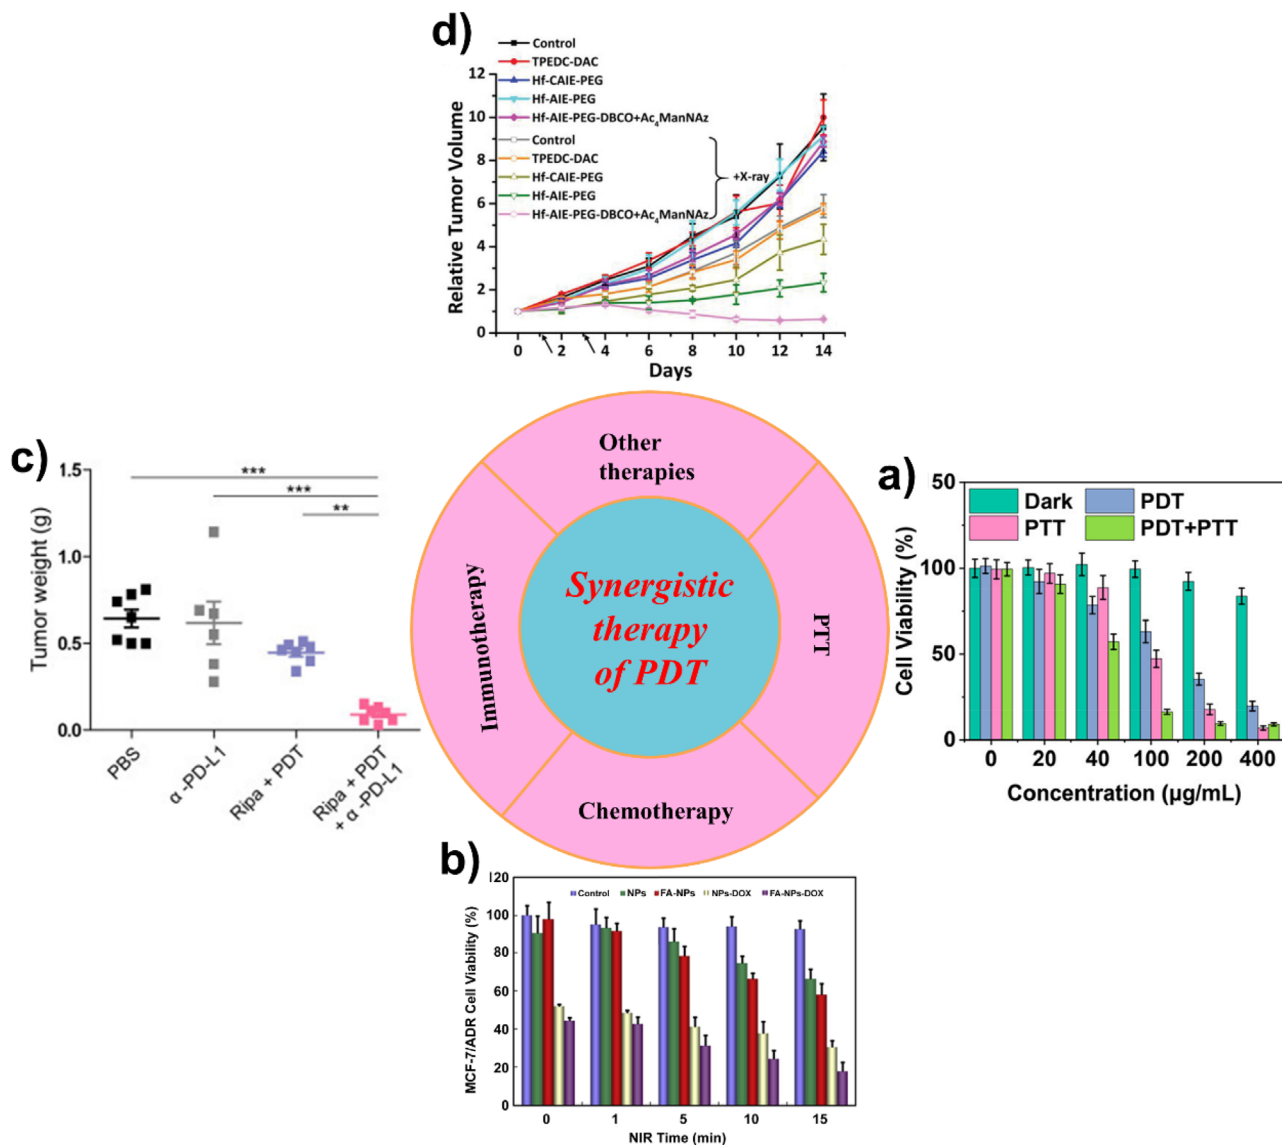 d)
Control
TPEDC-DAC
Hf-CAIE-PEG
Hf-AIE-PEG
Hf-AIE-PEG-DBCO+Ac₄ManNAz
Control
TPEDC-DAC
Hf-CAIE-PEG
Hf-AIE-PEG
Hf-AIE-PEG-DBCO+Ac₄ManNAz
+X-ray
Relative Tumor Volume
12
10
8
6
4
2
0
0 2 4 6 8 10 12 14
Days
c)
Tumor weight (g)
1.5
1.0
0.5
0.0
***
***
**
PBS
α -PD-L1
Ripa + PDT
Ripa + PDT
+ α -PD-L1
Other
therapies
Immunotherapy
PTT
Chemotherapy
Synergistic
therapy
of PDT
a)
Dark
PDT
PTT
PDT+PTT
Cell Viability (%)
50
100
50
0
0 20 40 100 200 400
Concentration (µg/mL)
b)
Control NPs FA-NPs NPs-DOX FA-NPs-DOX
MCF-7/ADR Cell Viability (%)
120
100
80
60
40
20
0
0 1 5 10 15
NIR Time (min)